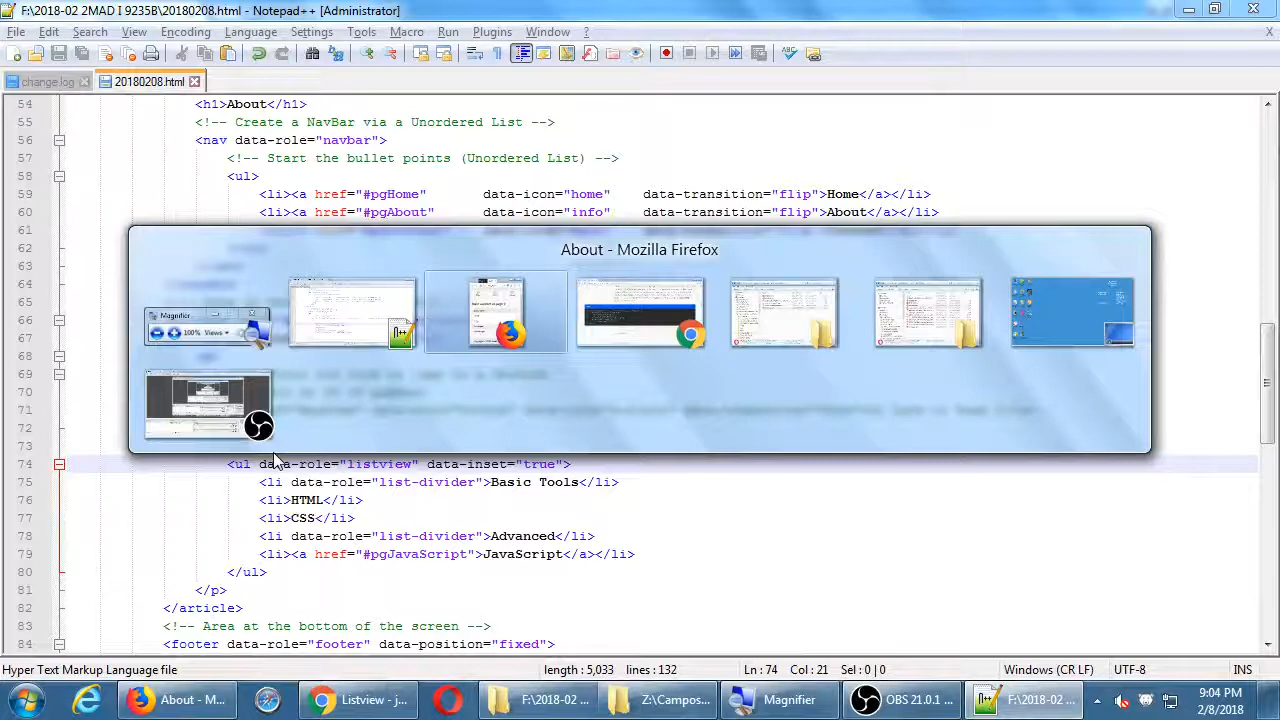 F:\2018-02 2MAD I 9235B\20180208.html - Notepad++ [Administrator]
File Edit Search View Encoding Language Settings Tools Macro Run Plugins Window ? X
change.log 20180208.html
54 <h1>About</h1>
55 <!-- Create a NavBar via a Unordered List -->
56 <nav data-role="navbar">
57 <!-- Start the bullet points (Unordered List) -->
58 <ul>
59 <li><a href="#pgHome" data-icon="home" data-transition="flip">Home</a></li>
60 <li><a href="#pgAbout" data-icon="info" data-transition="flip">About</a></li>
61
About - Mozilla Firefox
62
63
64
65
Magnifier
100% Views
66
67
68
69
70
71
72
73
74 <ul data-role="listview" data-inset="true">
75 <li data-role="list-divider">Basic Tools</li>
76 <li>HTML</li>
77 <li>CSS</li>
78 <li data-role="list-divider">Advanced</li>
79 <li><a href="#pgJavaScript">JavaScript</a></li>
80 </ul>
81 </p>
82 </article>
83 <!-- Area at the bottom of the screen -->
84 <footer data-role="footer" data-position="fixed">
Hyper Text Markup Language file length : 5,033 lines : 132 Ln : 74 Col : 21 Sel : 0 | 0 Windows (CR LF) UTF-8 INS
About - M... Listview - j... F:\2018-02 ... Z:\Campos... Magnifier OBS 21.0.1 ... F:\2018-02 ... 9:04 PM
2/8/2018